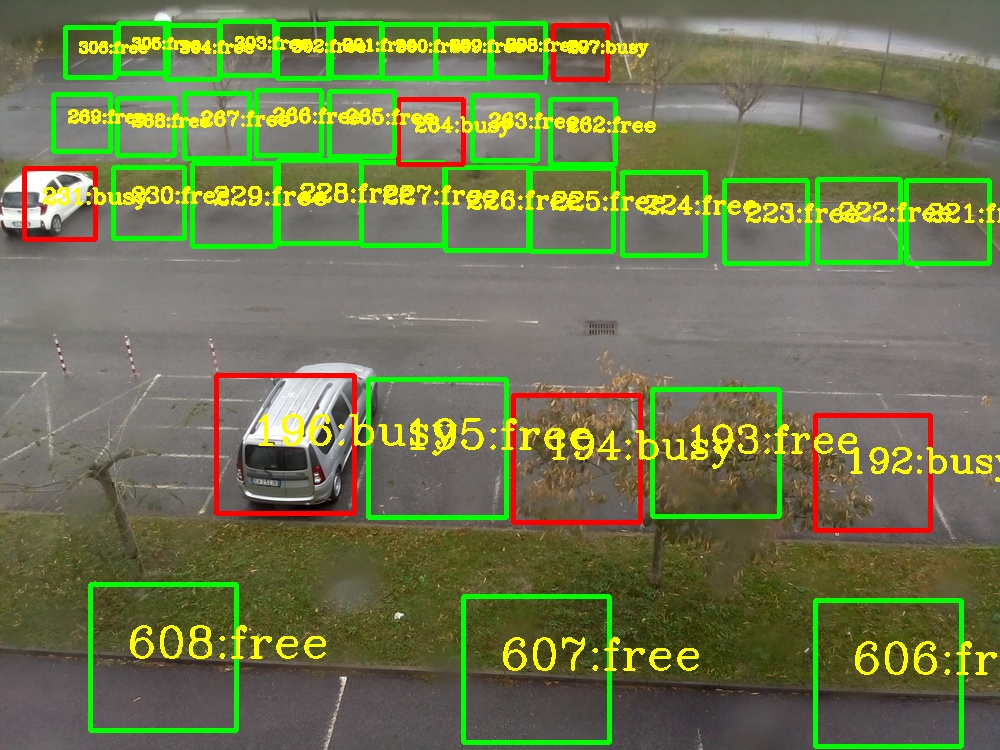 306:free 305:free 304:free 303:free 302:free 301:free 300:free 299:free 298:free 297:busy
269:free 268:free 267:free 266:free 265:free 264:busy 263:free 262:free
231:busy 230:free 229:free 228:free 227:free 226:free 225:free 224:free 223:free 222:free 221:f
196:busy 195:free 194:busy 193:free 192:busy
608:free 607:free 606:fr